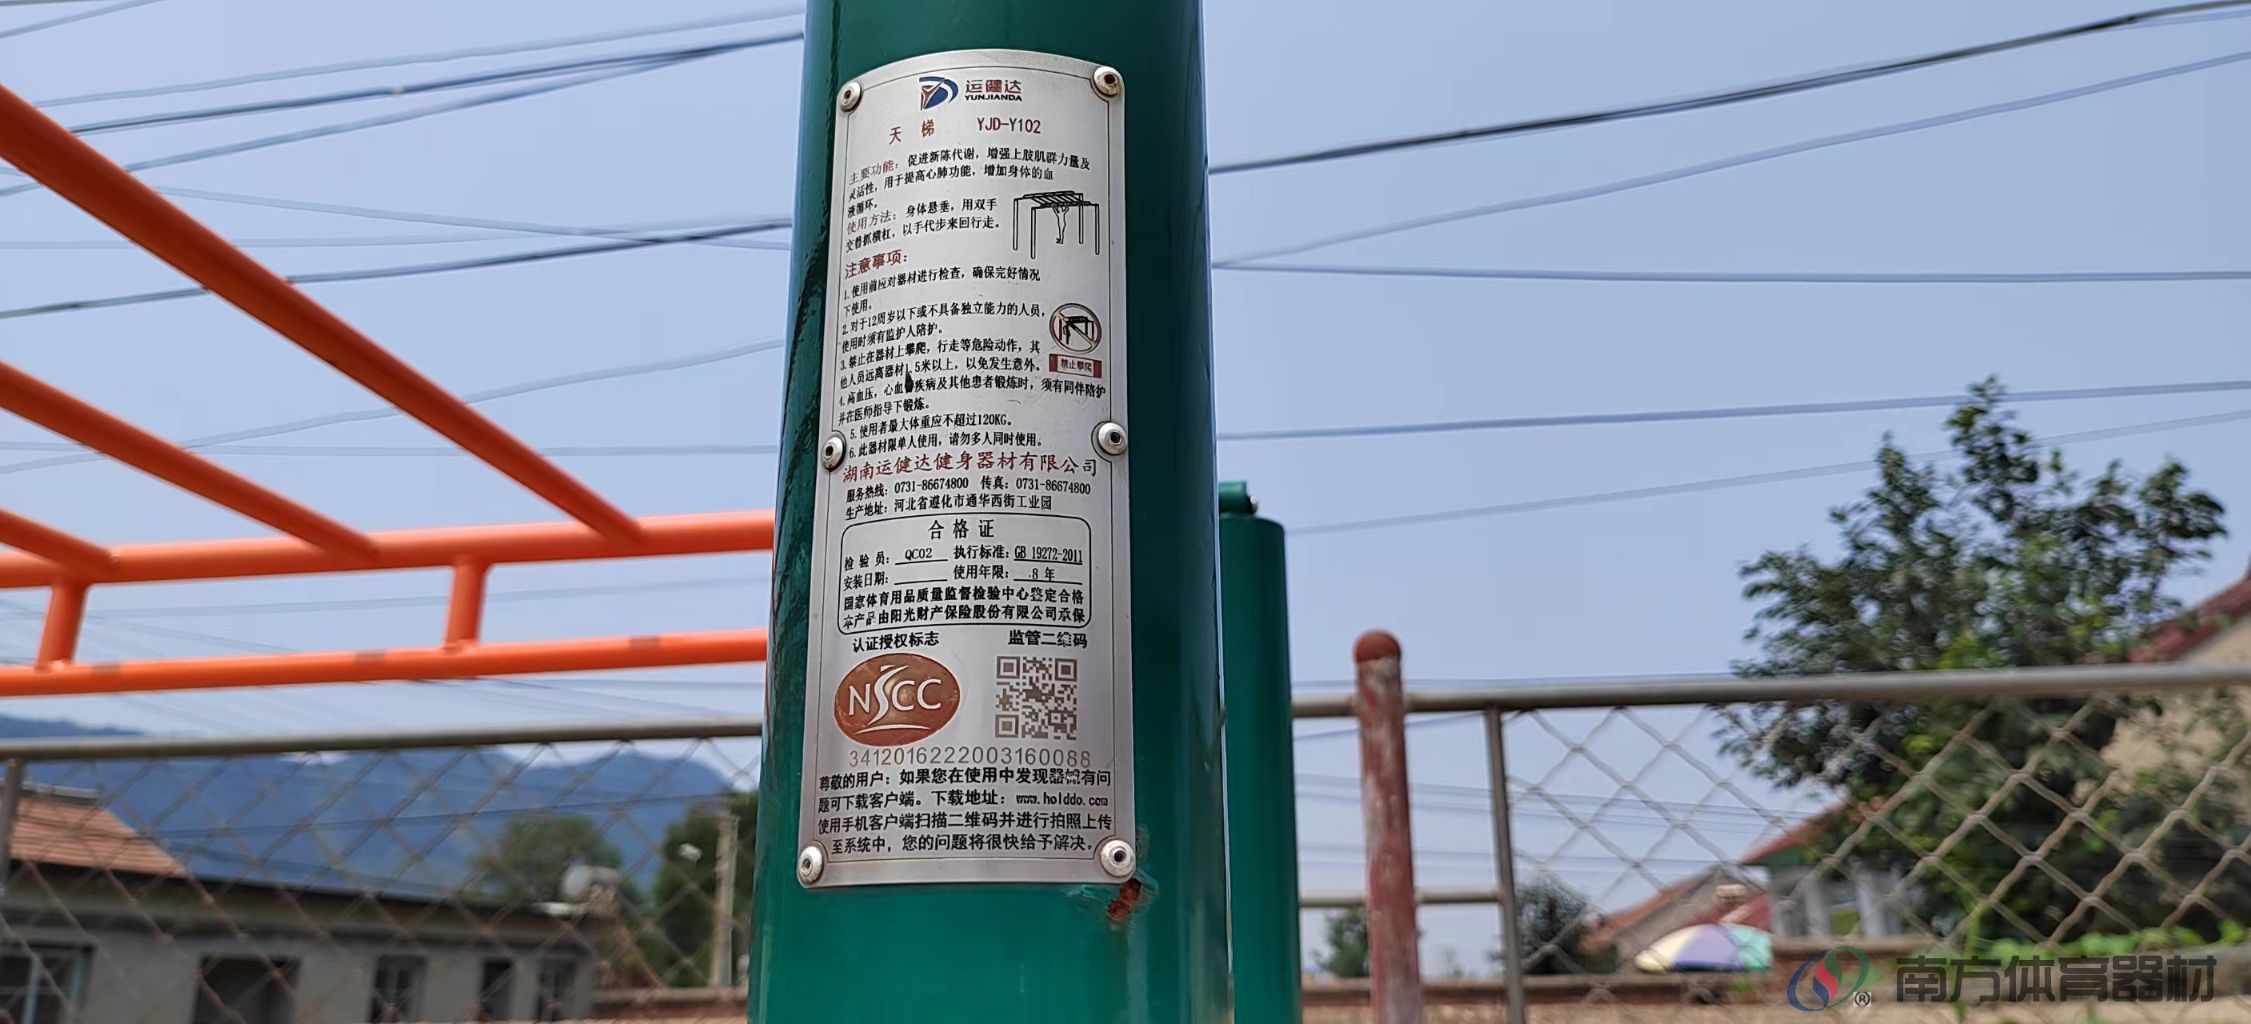 运健达
YUNJIANDA
天 梯 YJD-Y102
主要功能：促进新陈代谢，增强上肢肌群力量及
灵活性，用于提高心肺功能，增加身体的血
液循环。
使用方法：身体悬垂，用双手
交替抓横杠，以手代步来回行走。
注意事项：
1.使用前应对器材进行检查，确保完好情况
下使用。
2.对于12周岁以下或不具备独立能力的人员，
使用时须有监护人陪护。
3.禁止在器材上攀爬，行走等危险动作，其
他人员远离器材1.5米以上，以免发生意外。
禁止攀爬
4.高血压，心血 疾病及其他患者锻炼时，须有同伴陪护
并在医师指导下锻炼。
5.使用者最大体重应不超过120KG。
6.此器材限单人使用，请勿多人同时使用。
湖南运健达健身器材有限公司
服务热线：0731-86674800 传真：0731-86674800
生产地址：河北省遵化市通华西街工业园
合格证
检 验 员：QC02 执行标准：GB 19272-2011
安装日期： 使用年限：8 年
国家体育用品质量监督检验中心鉴定合格
本产品由阳光财产保险股份有限公司承保
认证授权标志 监管二维码
NSCC
3412016222003160088
尊敬的用户：如果您在使用中发现器械有问
题可下载客户端。下载地址：www.holddo.com
使用手机客户端扫描二维码并进行拍照上传
至系统中，您的问题将很快给予解决。
® 南方体育器材